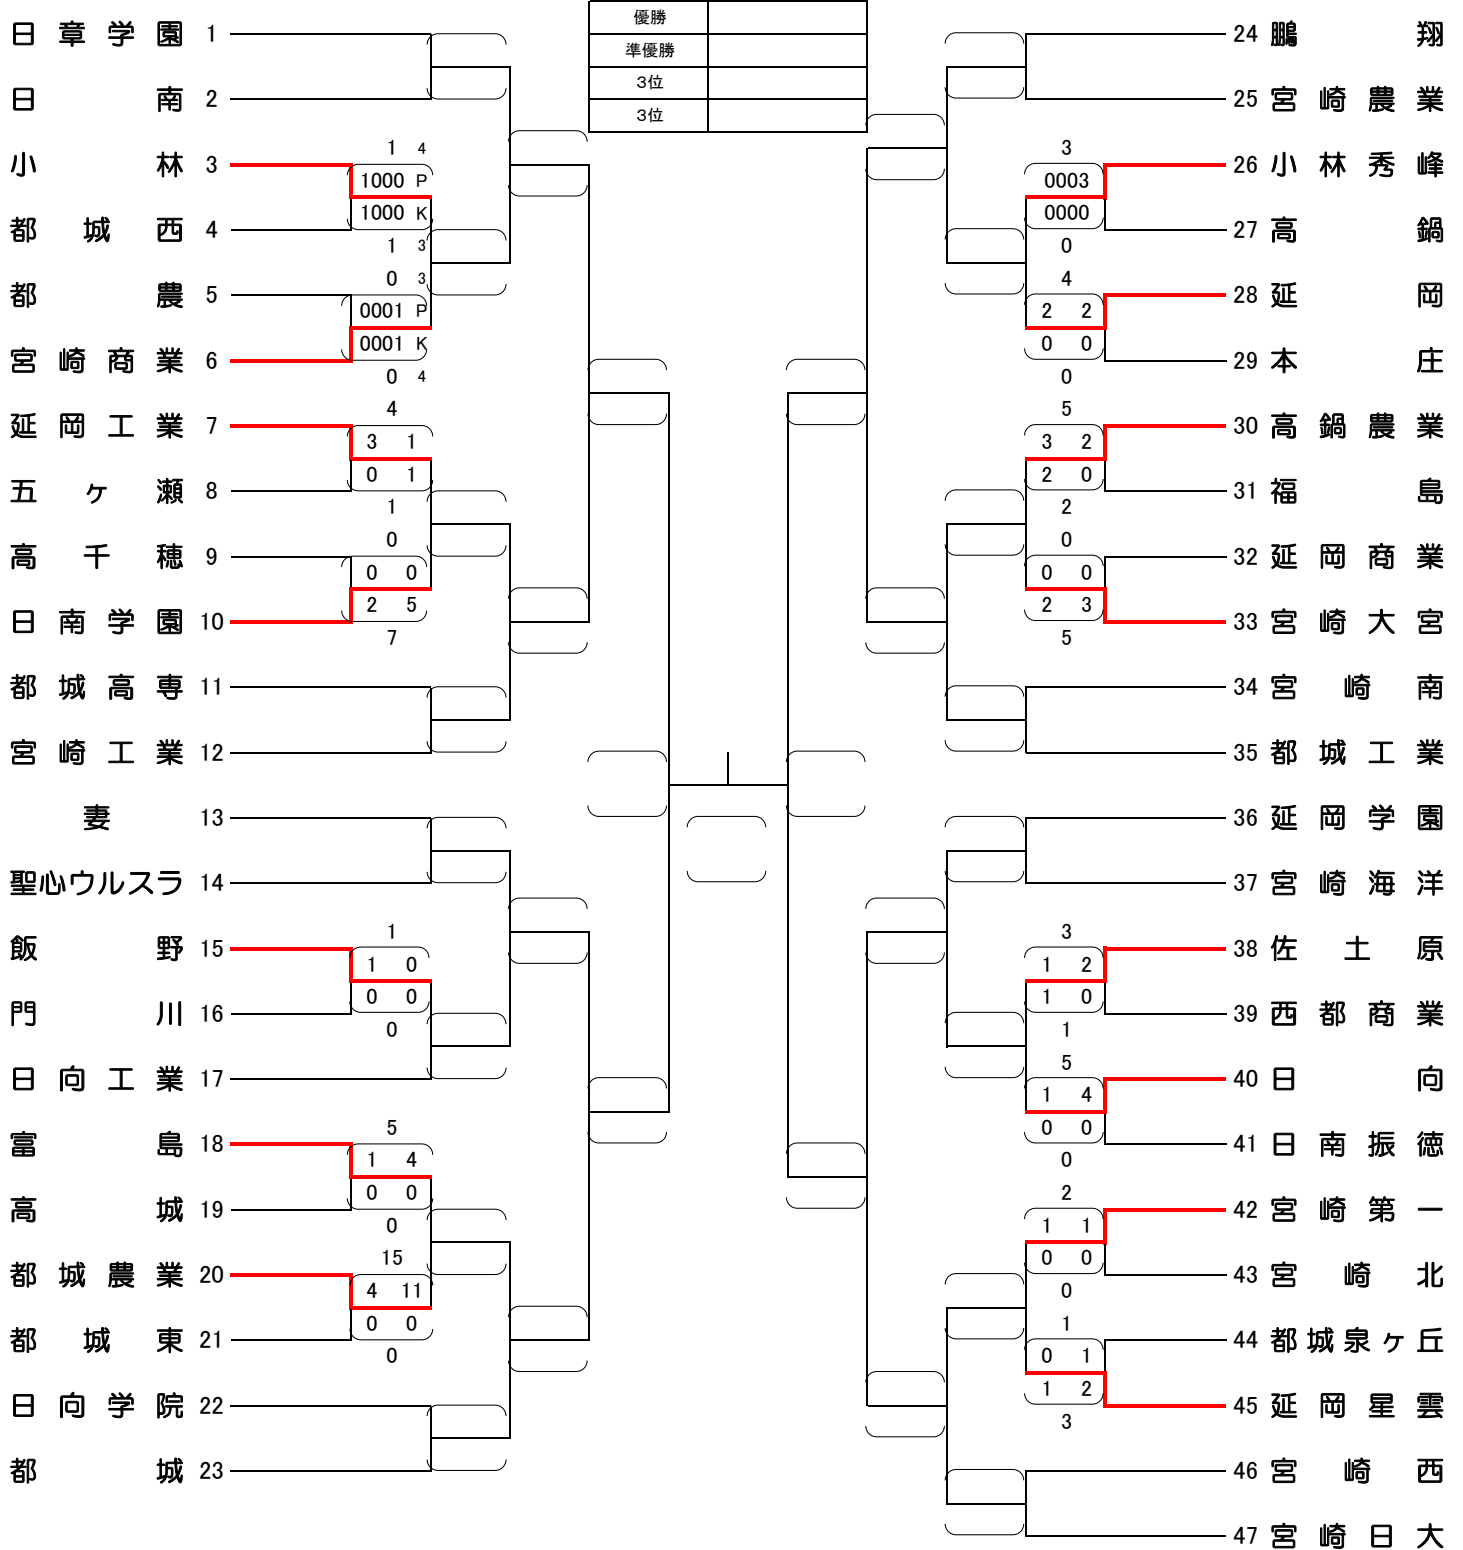 優勝
準優勝
3位
3位
日章学園 1
日南 2
1 4
小林 3
1000 P
1000 K
都城西 4
1 3
0 3
都農 5
0001 P
0001 K
宮崎商業 6
0 4
4
延岡工業 7
3 1
0 1
五ヶ瀬 8
1
0
高千穂 9
0 0
2 5
日南学園 10
7
都城高専 11
宮崎工業 12
妻 13
聖心ウルスラ 14
1
飯野 15
1 0
0 0
門川 16
0
日向工業 17
5
富島 18
1 4
0 0
高城 19
0
15
都城農業 20
4 11
0 0
都城東 21
0
日向学院 22
都城 23
24 鵬翔
25 宮崎農業
3
26 小林秀峰
0003
0000
27 高鍋
0
4
28 延岡
2 2
0 0
29 本庄
0
5
30 高鍋農業
3 2
2 0
31 福島
2
0
32 延岡商業
0 0
2 3
33 宮崎大宮
5
34 宮崎南
35 都城工業
36 延岡学園
37 宮崎海洋
3
38 佐土原
1 2
1 0
39 西都商業
1
5
40 日向
1 4
0 0
41 日南振徳
0
2
42 宮崎第一
1 1
0 0
43 宮崎北
0
1
44 都城泉ヶ丘
0 1
1 2
45 延岡星雲
3
46 宮崎西
47 宮崎日大